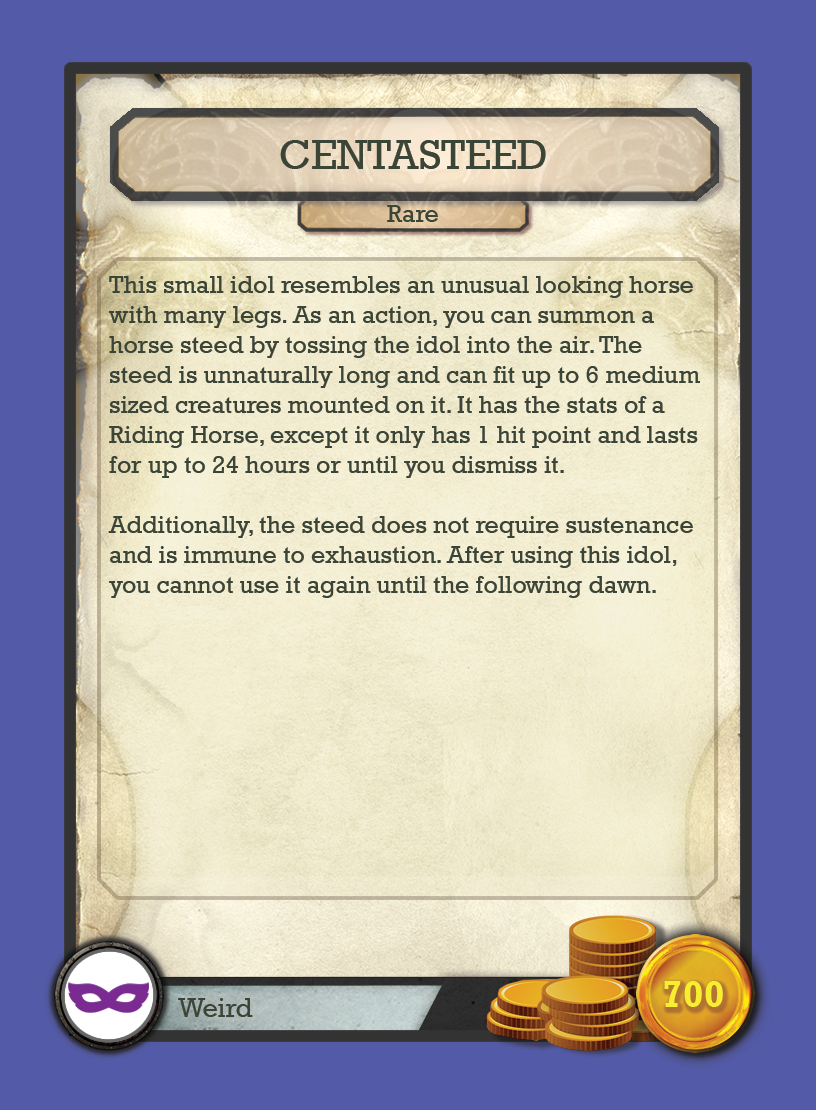 CENTASTEED
Rare
This small idol resembles an unusual looking horse
with many legs. As an action, you can summon a
horse steed by tossing the idol into the air. The
steed is unnaturally long and can fit up to 6 medium
sized creatures mounted on it. It has the stats of a
Riding Horse, except it only has 1 hit point and lasts
for up to 24 hours or until you dismiss it.
Additionally, the steed does not require sustenance
and is immune to exhaustion. After using this idol,
you cannot use it again until the following dawn.
Weird
700